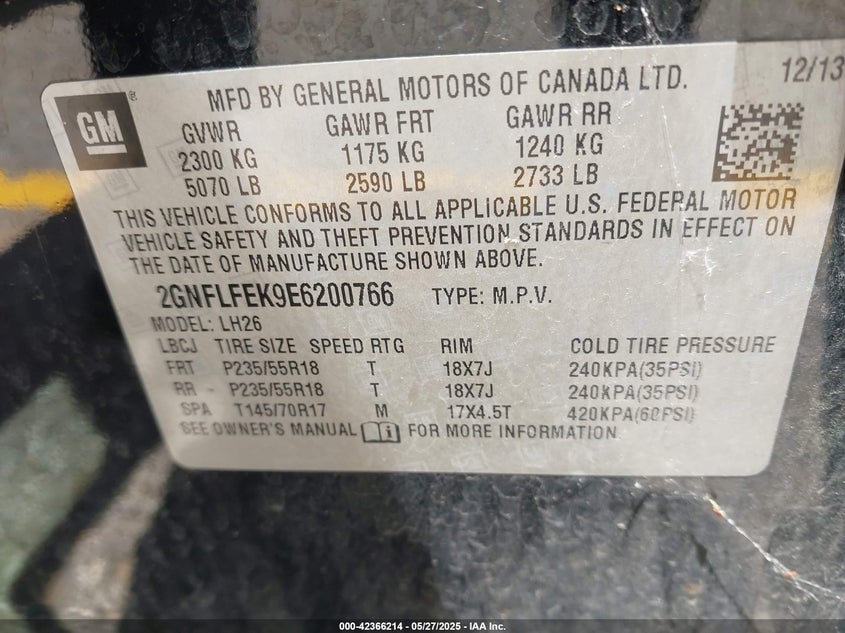 12/13
GM®
MFD BY GENERAL MOTORS OF CANADA LTD.
GVWR GAWR FRT GAWR RR
2300 KG 1175 KG 1240 KG
5070 LB 2590 LB 2733 LB
THIS VEHICLE CONFORMS TO ALL APPLICABLE U.S. FEDERAL MOTOR
VEHICLE SAFETY AND THEFT PREVENTION STANDARDS IN EFFECT ON
THE DATE OF MANUFACTURE SHOWN ABOVE.
2GNFLFEK9E6200766 TYPE: M.P.V.
MODEL: LH26
LBCJ TIRE SIZE SPEED RTG RIM COLD TIRE PRESSURE
FRT P235/55R18 T 18X7J 240KPA(35PSI)
RR - P235/55R18 T 18X7J 240KPA(35PSI)
SPA T145/70R17 M 17X4.5T 420KPA(60PSI)
SEE OWNER'S MANUAL FOR MORE INFORMATION.
000-42366214 - 05/27/2025 - IAA Inc.